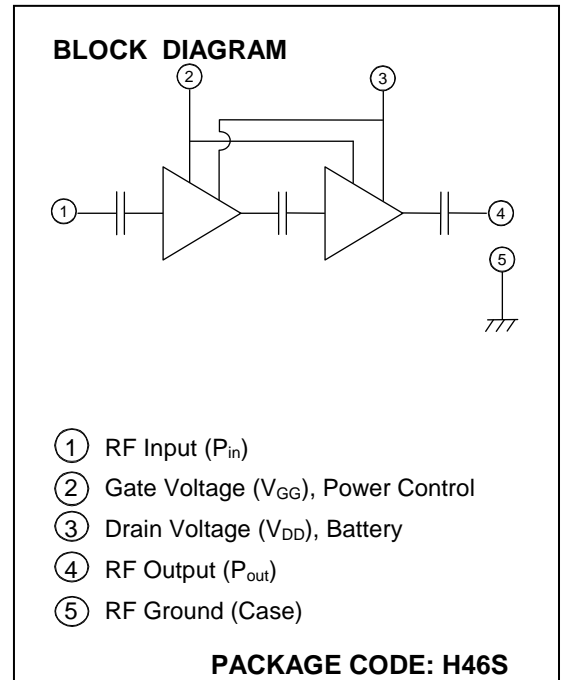 BLOCK DIAGRAM
2
3
1
4
5
1 RF Input (Pin)
2 Gate Voltage (VGG), Power Control
3 Drain Voltage (VDD), Battery
4 RF Output (Pout)
5 RF Ground (Case)
PACKAGE CODE: H46S